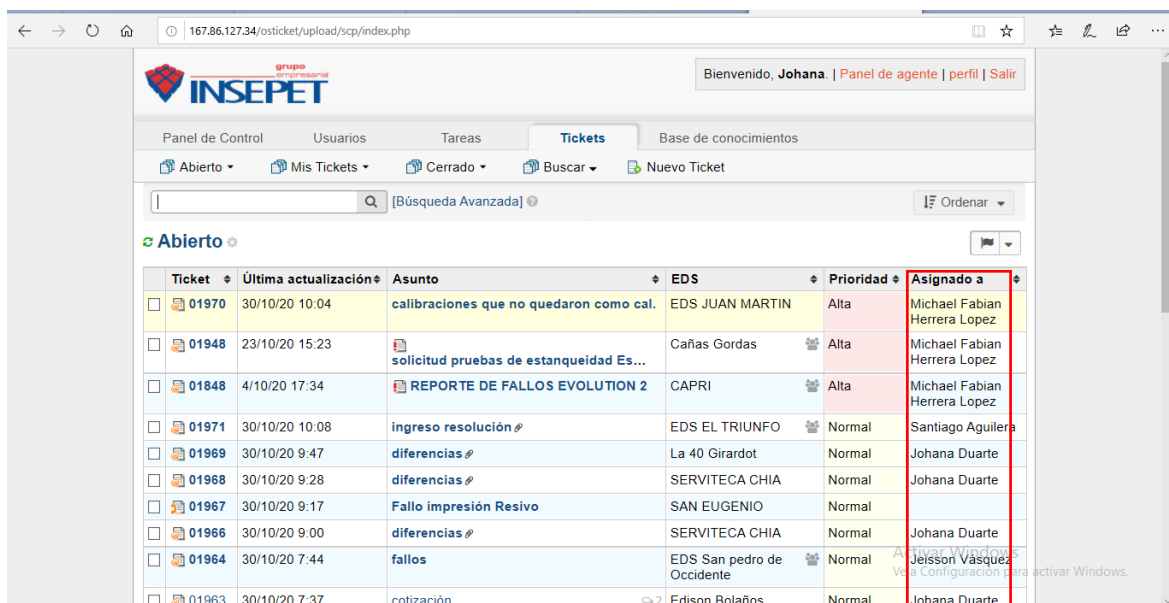 167.86.127.34/osticket/upload/scp/index.php
grupo
empresarial
INSEPET
Bienvenido, Johana. | Panel de agente | perfil | Salir
Panel de Control Usuarios Tareas Tickets Base de conocimientos
Abierto Mis Tickets Cerrado Buscar Nuevo Ticket
[Búsqueda Avanzada] Ordenar
Abierto
Ticket Última actualización Asunto EDS Prioridad Asignado a
01970 30/10/20 10:04 calibraciones que no quedaron como cal. EDS JUAN MARTIN Alta Michael Fabian
Herrera Lopez
01948 23/10/20 15:23 Cañas Gordas Alta Michael Fabian
solicitud pruebas de estanqueidad Es... Herrera Lopez
01848 4/10/20 17:34 REPORTE DE FALLOS EVOLUTION 2 CAPRI Alta Michael Fabian
Herrera Lopez
01971 30/10/20 10:08 ingreso resolución EDS EL TRIUNFO Normal Santiago Aguilera
01969 30/10/20 9:47 diferencias La 40 Girardot Normal Johana Duarte
01968 30/10/20 9:28 diferencias SERVITECA CHIA Normal Johana Duarte
01967 30/10/20 9:17 Fallo impresión Resivo SAN EUGENIO Normal
01966 30/10/20 9:00 diferencias SERVITECA CHIA Normal Johana Duarte
01964 30/10/20 7:44 fallos EDS San pedro de Normal Jeisson Vásquez
Occidente
Activar Windows
Ve a Configuración para activar Windows.
01963 30/10/20 7:37 cotización 2 Edison Bolaños Normal Johana Duarte